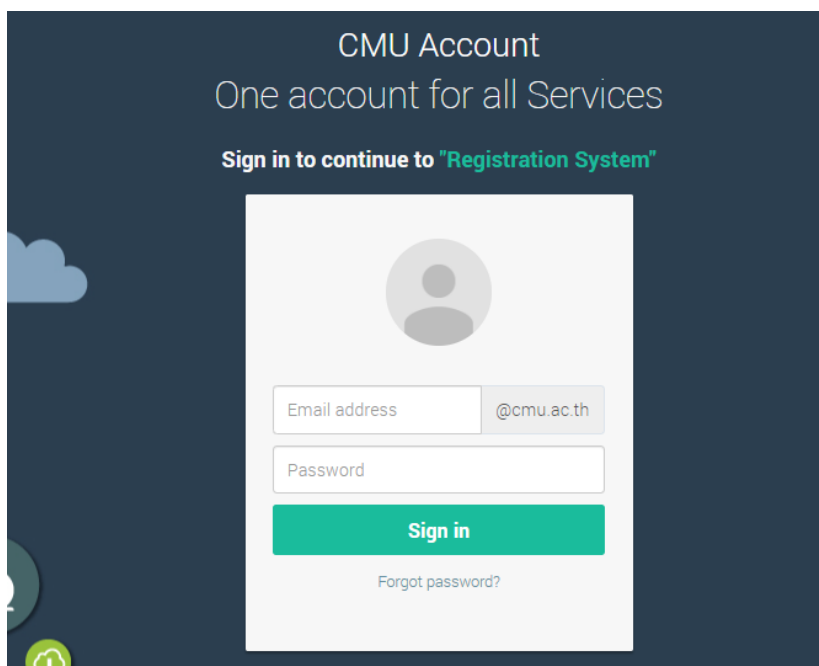 CMU Account
One account for all Services
Sign in to continue to "Registration System"
Email address @cmu.ac.th
Password
Sign in
Forgot password?